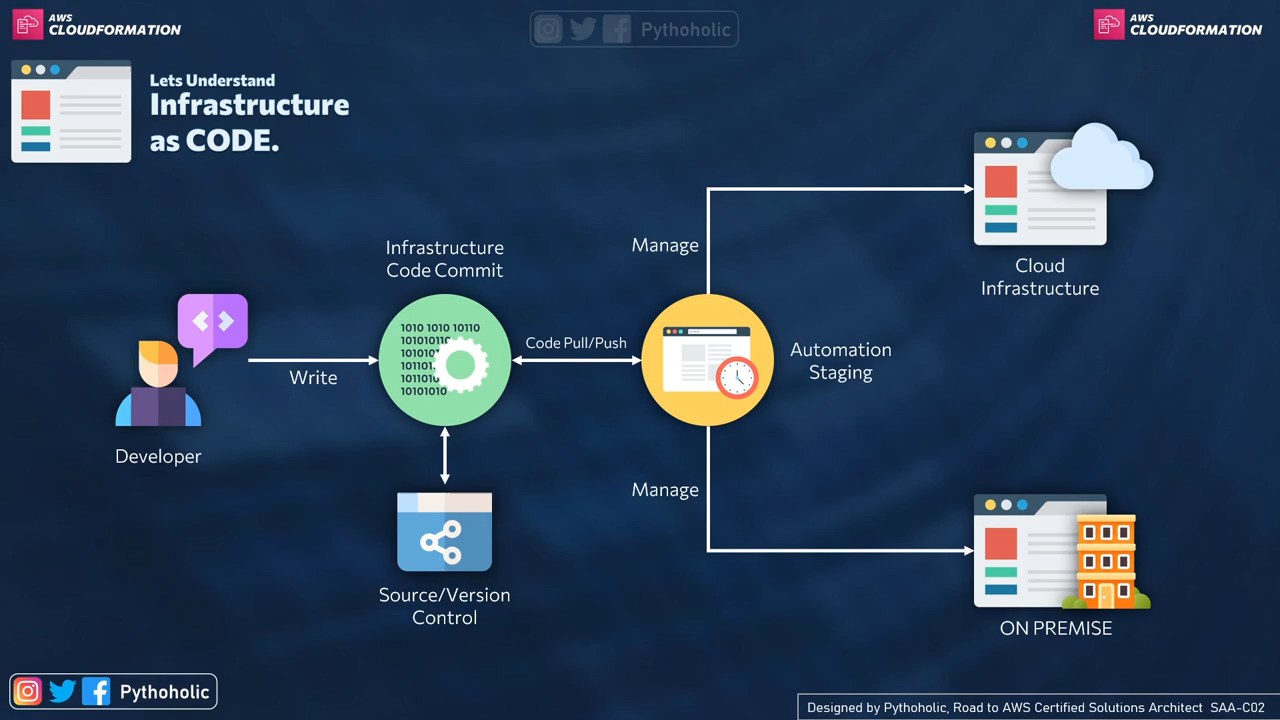 AWS
CLOUDFORMATION
Pythoholic
AWS
CLOUDFORMATION
Lets Understand
Infrastructure
as CODE.
Infrastructure
Code Commit
1010 1010 10110
Manage
Cloud
Infrastructure
Code Pull/Push
Write
Automation
Staging
Developer
Manage
Source/Version
Control
ON PREMISE
Pythoholic
Designed by Pythoholic, Road to AWS Certified Solutions Architect SAA-C02